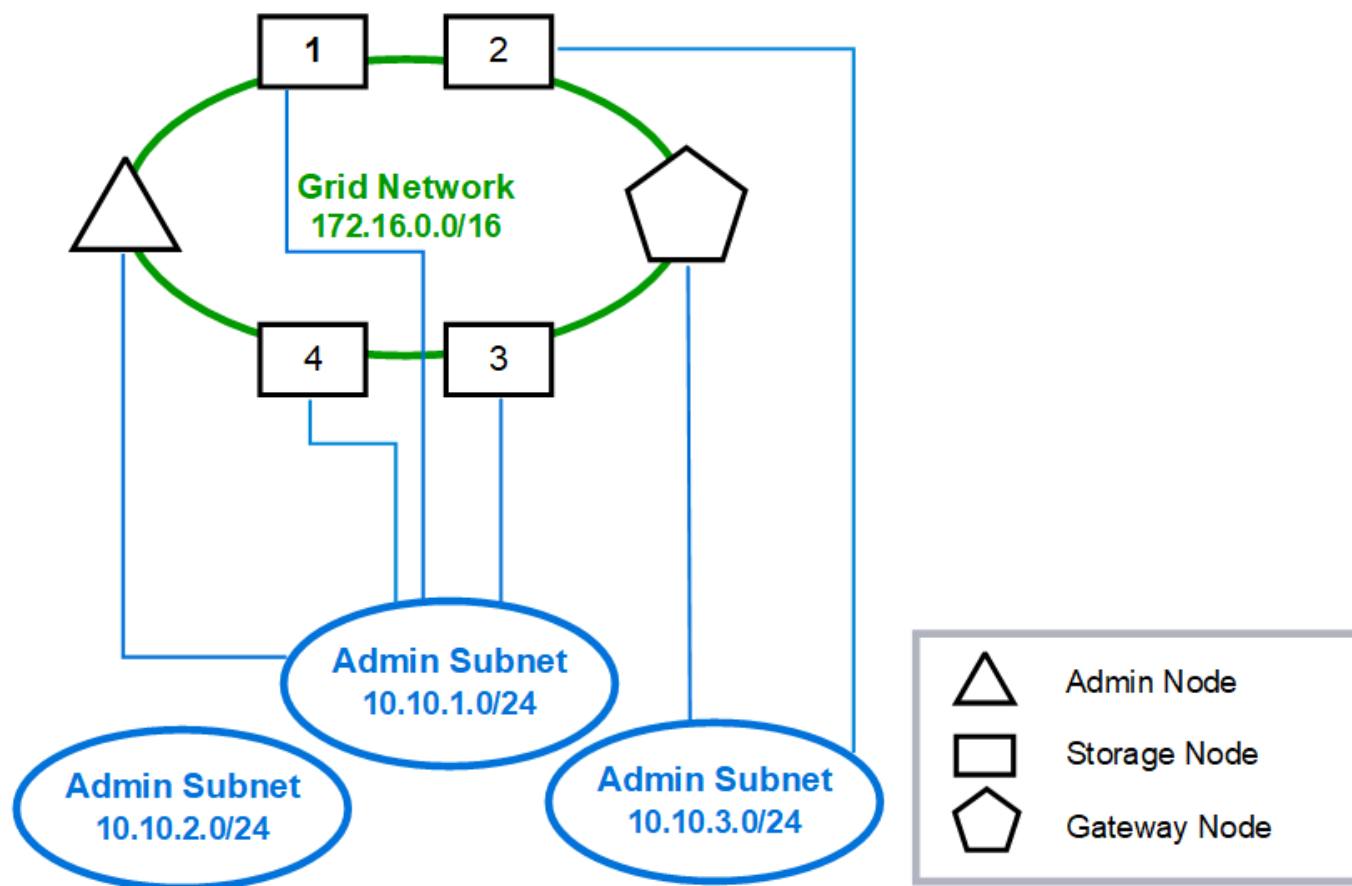 1
2
Grid Network
172.16.0.0/16
4
3
Admin Subnet
10.10.1.0/24
Admin Subnet
10.10.2.0/24
Admin Subnet
10.10.3.0/24
Admin Node
Storage Node
Gateway Node